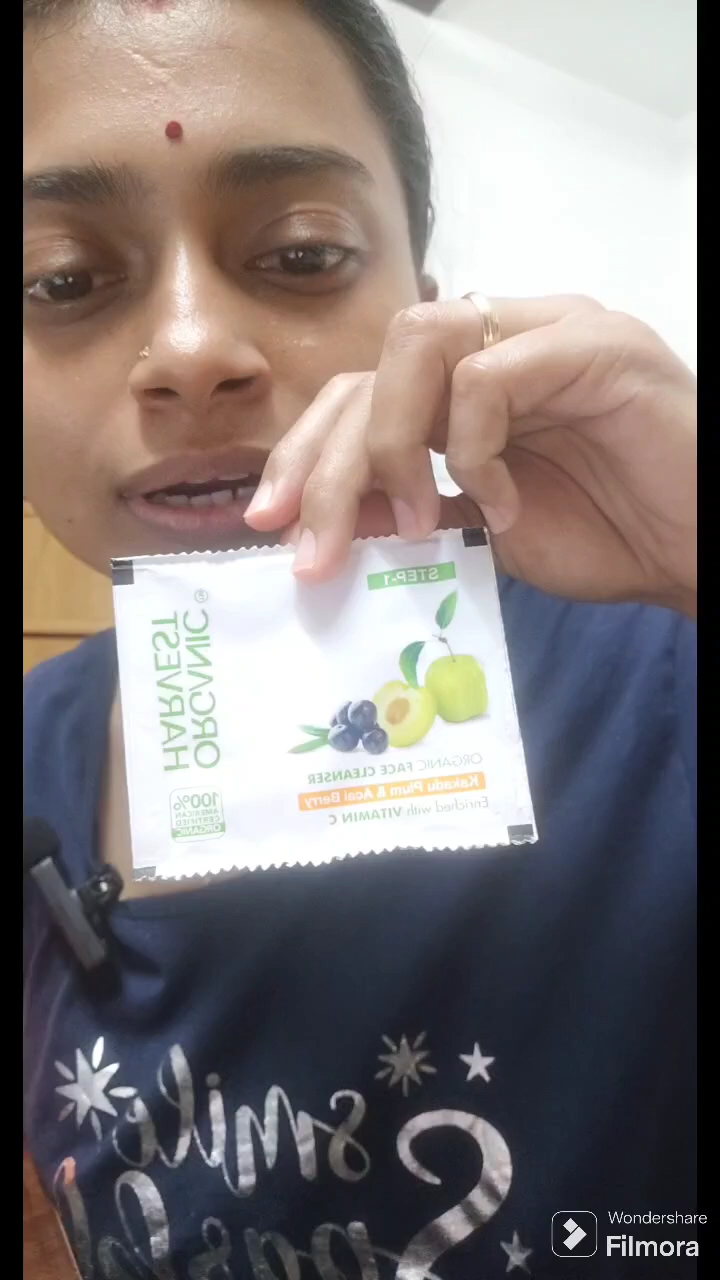 STEP-1
ORGANIC®
HARVEST
ORGANIC FACE CLEANSER
Kakadu Plum & Acai Berry
Enriched with VITAMIN C
100%
AMERICAN
CERTIFIED
ORGANIC
Smile
Wondershare
Filmora